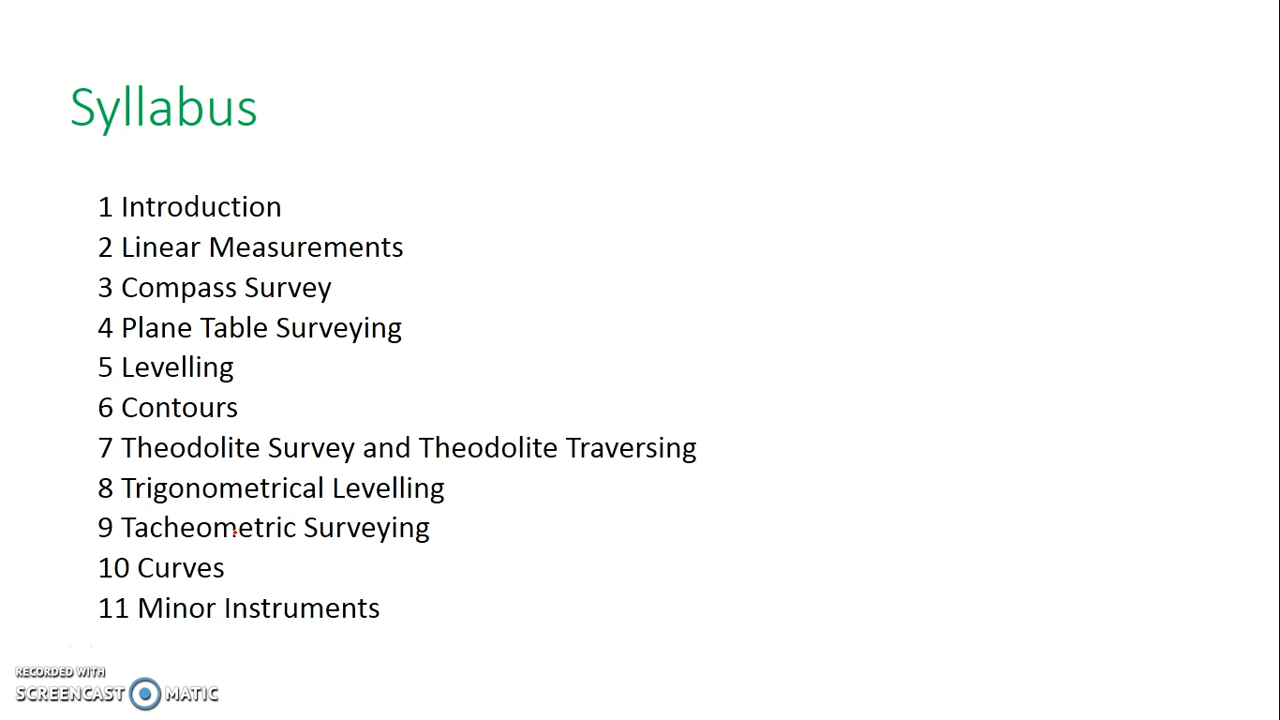 Syllabus
1 Introduction
2 Linear Measurements
3 Compass Survey
4 Plane Table Surveying
5 Levelling
6 Contours
7 Theodolite Survey and Theodolite Traversing
8 Trigonometrical Levelling
9 Tacheometric Surveying
10 Curves
11 Minor Instruments
RECORDED WITH
SCREENCAST MATIC